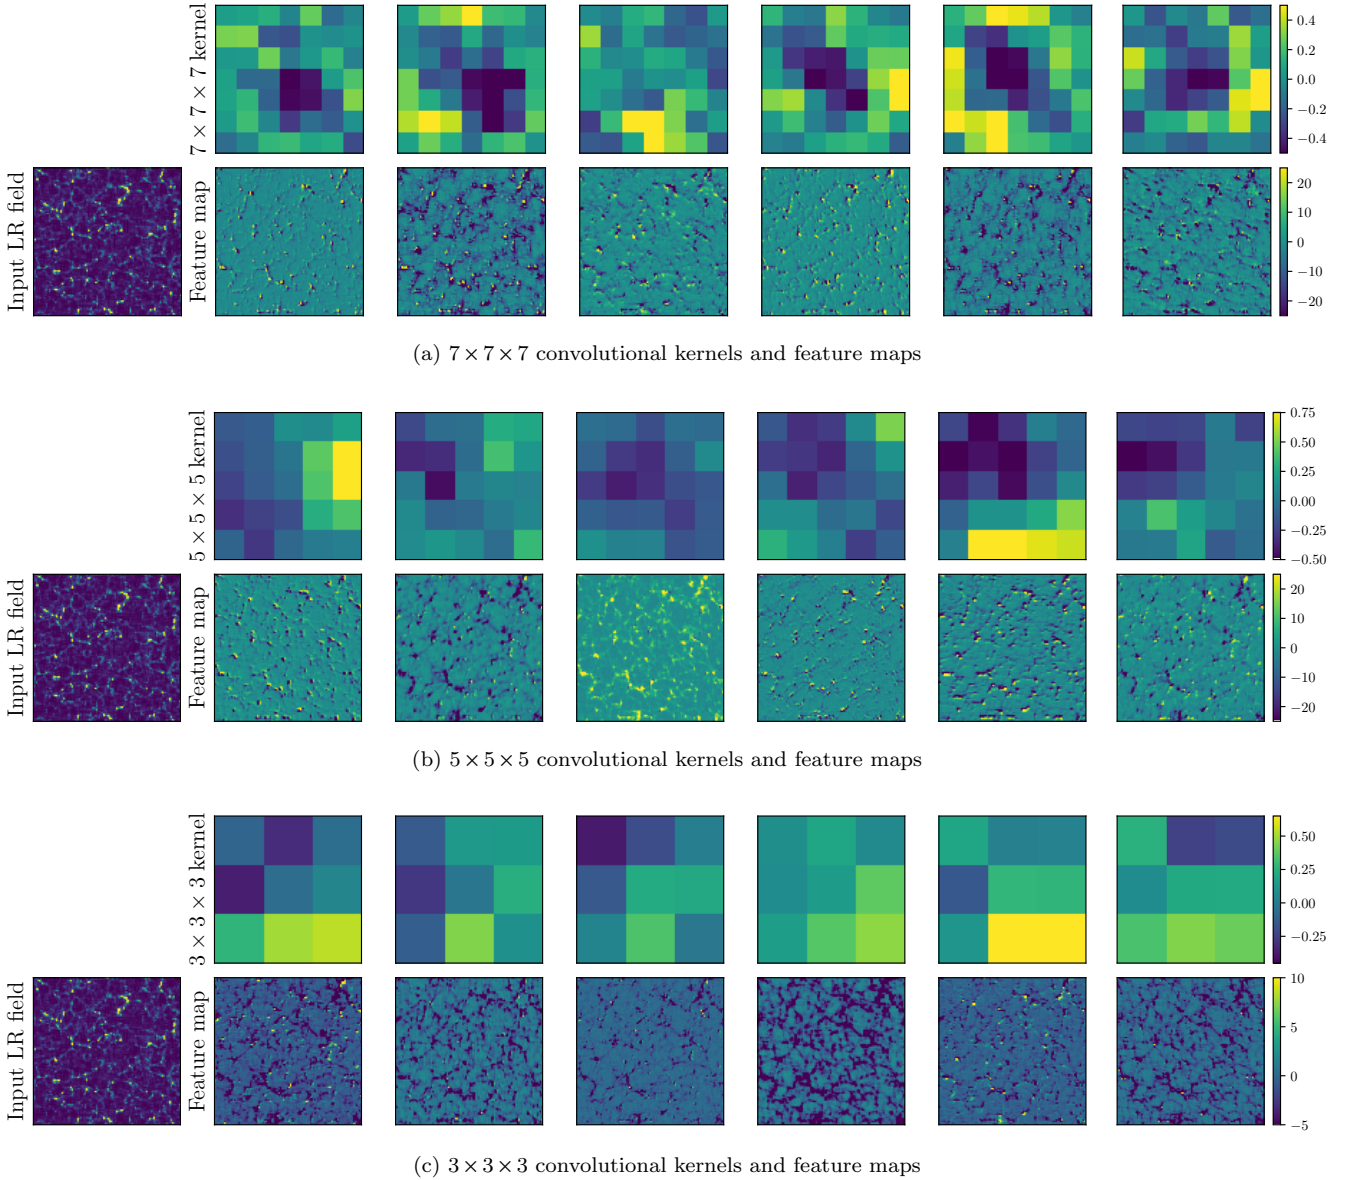 7 × 7 × 7 kernel
0.4
0.2
0.0
−0.2
−0.4
Input LR field
Feature map
20
10
0
−10
−20
(a) 7 × 7 × 7 convolutional kernels and feature maps
5 × 5 × 5 kernel
0.75
0.50
0.25
0.00
−0.25
−0.50
Input LR field
Feature map
20
10
0
−10
−20
(b) 5 × 5 × 5 convolutional kernels and feature maps
3 × 3 × 3 kernel
0.50
0.25
0.00
−0.25
Input LR field
Feature map
10
5
0
−5
(c) 3 × 3 × 3 convolutional kernels and feature maps